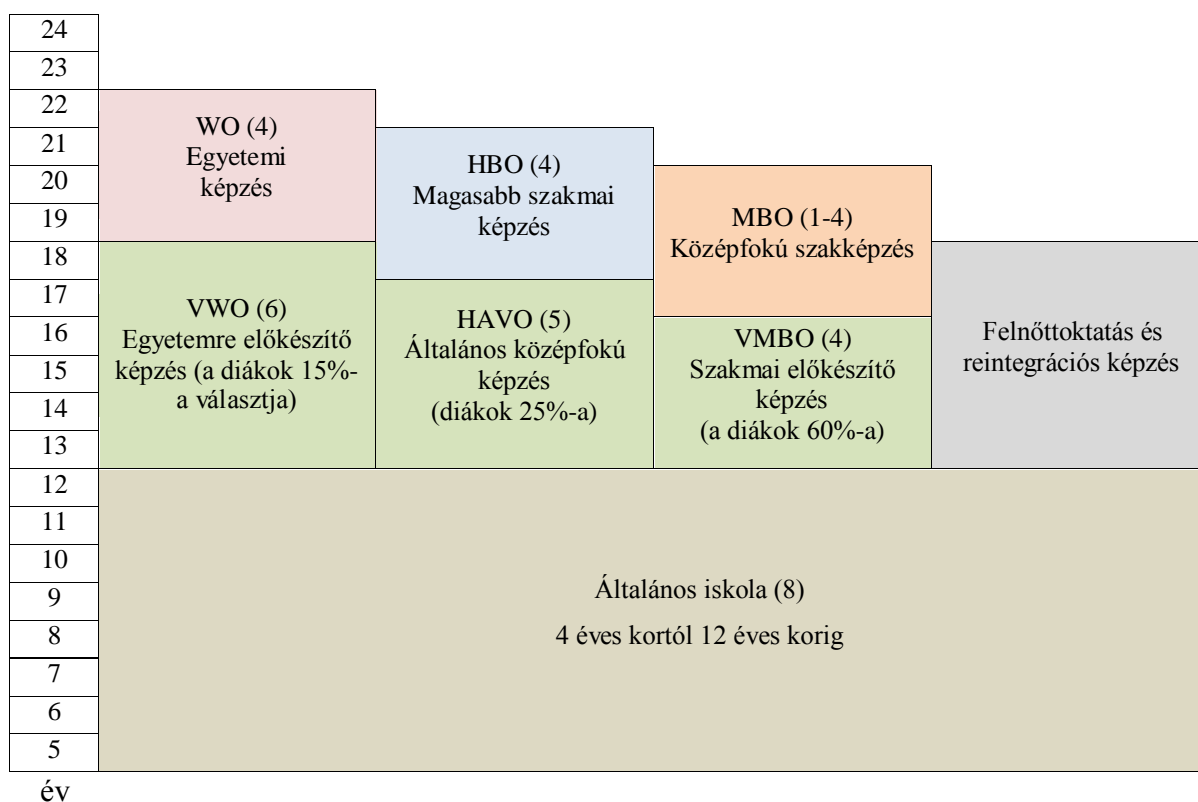 24
23
22
21
20
19
18
17
16
15
14
13
12
11
10
9
8
7
6
5
év
WO (4)
Egyetemi
képzés
HBO (4)
Magasabb szakmai
képzés
MBO (1-4)
Középfokú szakképzés
VWO (6)
Egyetemre előkészítő
képzés (a diákok 15%-
a választja)
HAVO (5)
Általános középfokú
képzés
(diákok 25%-a)
VMBO (4)
Szakmai előkészítő
képzés
(a diákok 60%-a)
Felnőttoktatás és
reintegrációs képzés
Általános iskola (8)
4 éves kortól 12 éves korig